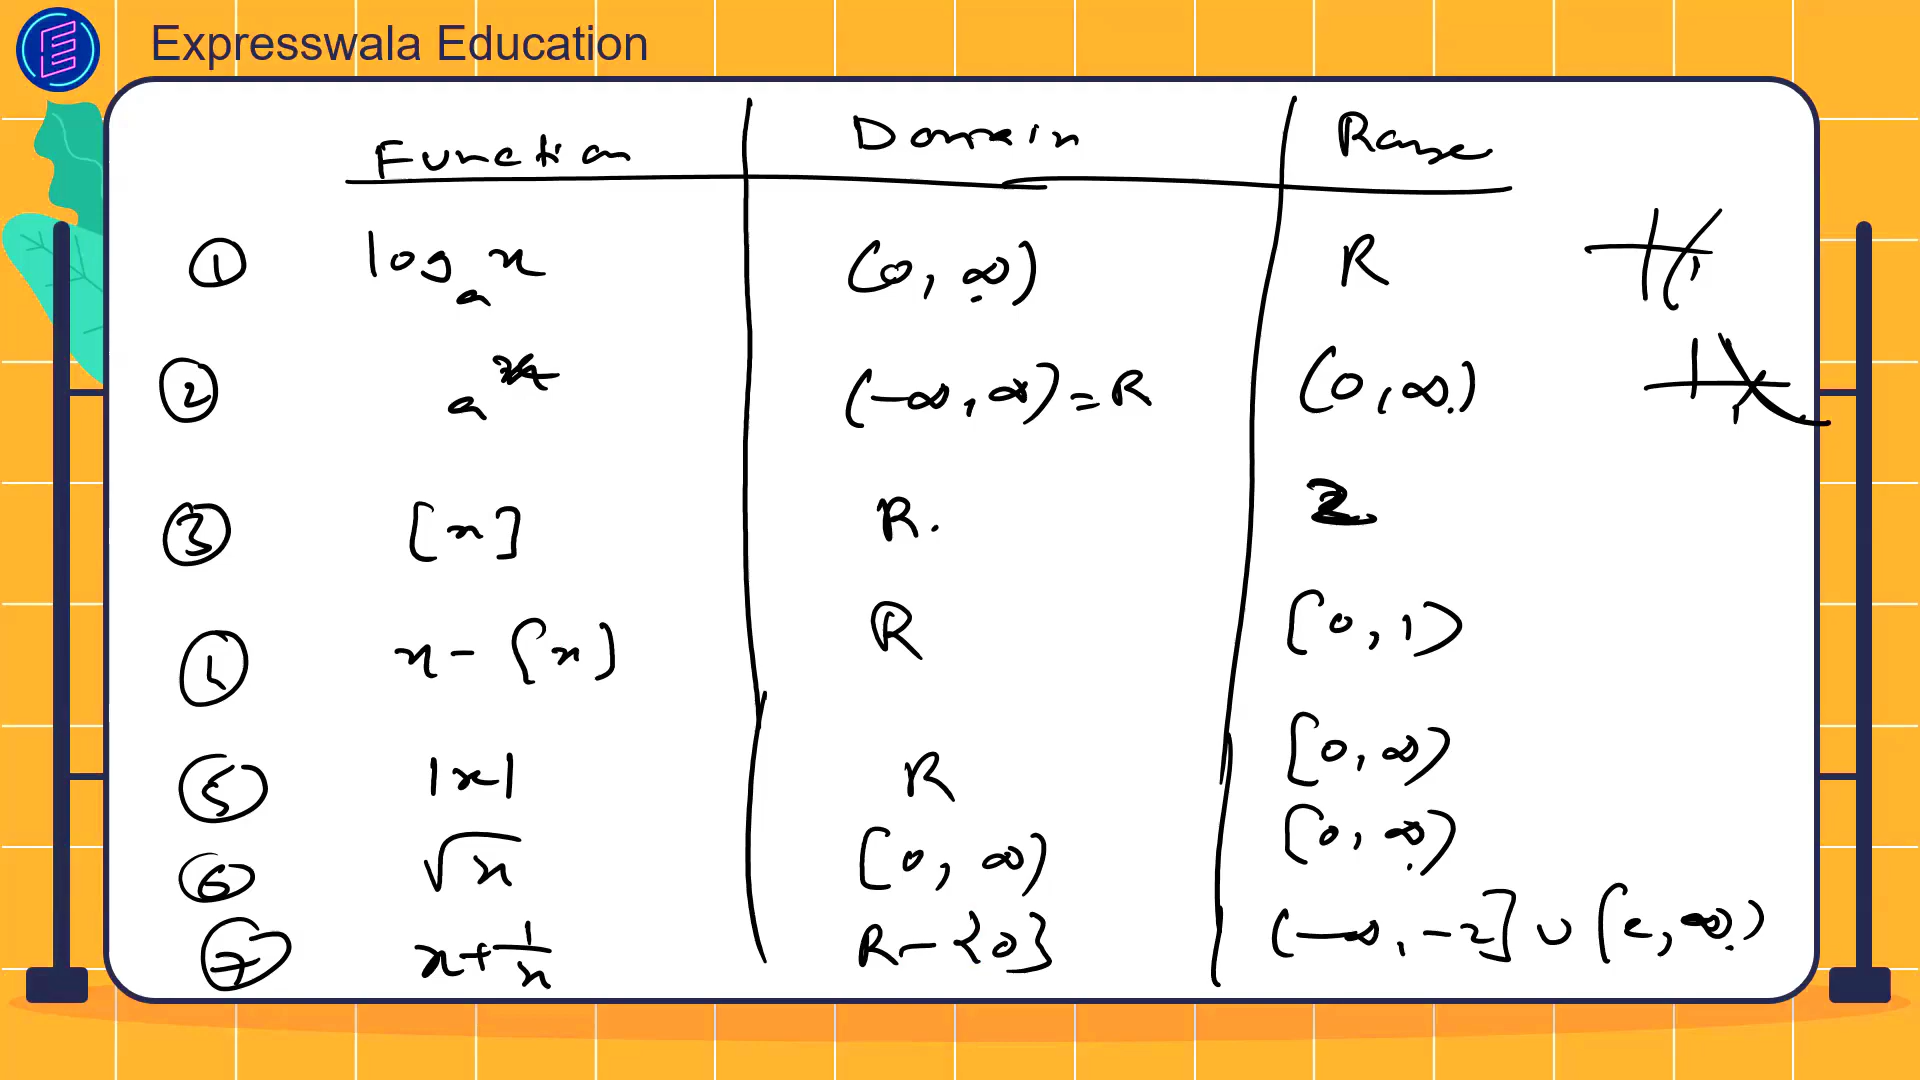 Expresswala Education
Function Domain Range
① logₐ x (0, ∞) R
② aˣ (-∞, ∞) = R (0, ∞)
③ [x] R. Z
④ x - [x] R [0, 1)
⑤ |x| R [0, ∞)
⑥ √x [0, ∞) [0, ∞)
⑦ x + 1/x R - {0} (-∞, -2] ∪ [2, ∞)